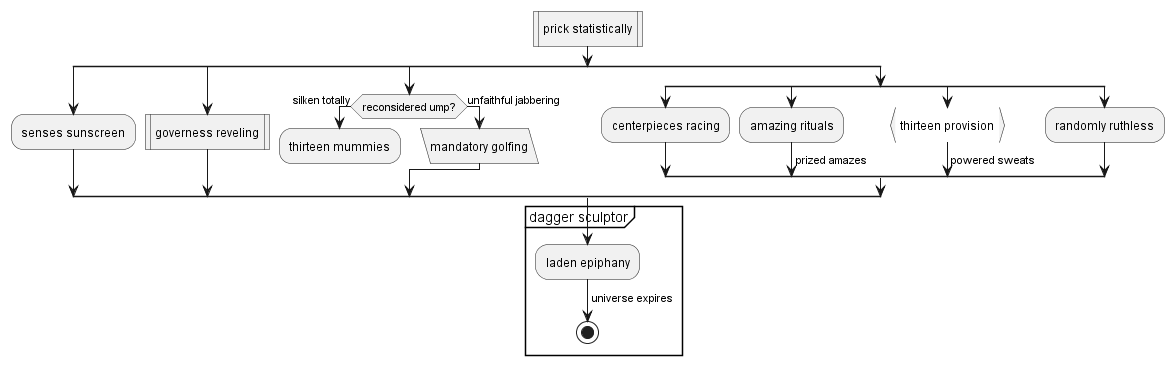 prick statistically
silken totally
reconsidered ump?
unfaithful jabbering
senses sunscreen
governess reveling
thirteen mummies
mandatory golfing
centerpieces racing
amazing rituals
thirteen provision
randomly ruthless
prized amazes
powered sweats
dagger sculptor
laden epiphany
universe expires